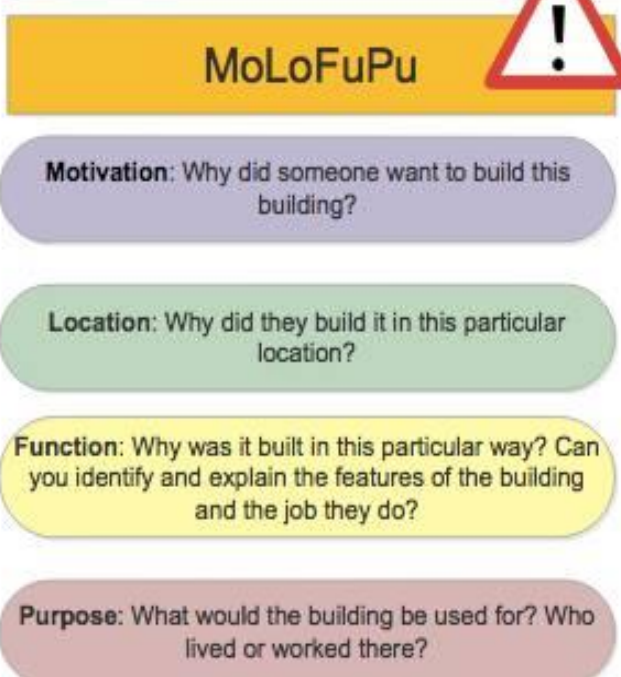 !
MoLoFuPu
Motivation: Why did someone want to build this
building?
Location: Why did they build it in this particular
location?
Function: Why was it built in this particular way? Can
you identify and explain the features of the building
and the job they do?
Purpose: What would the building be used for? Who
lived or worked there?